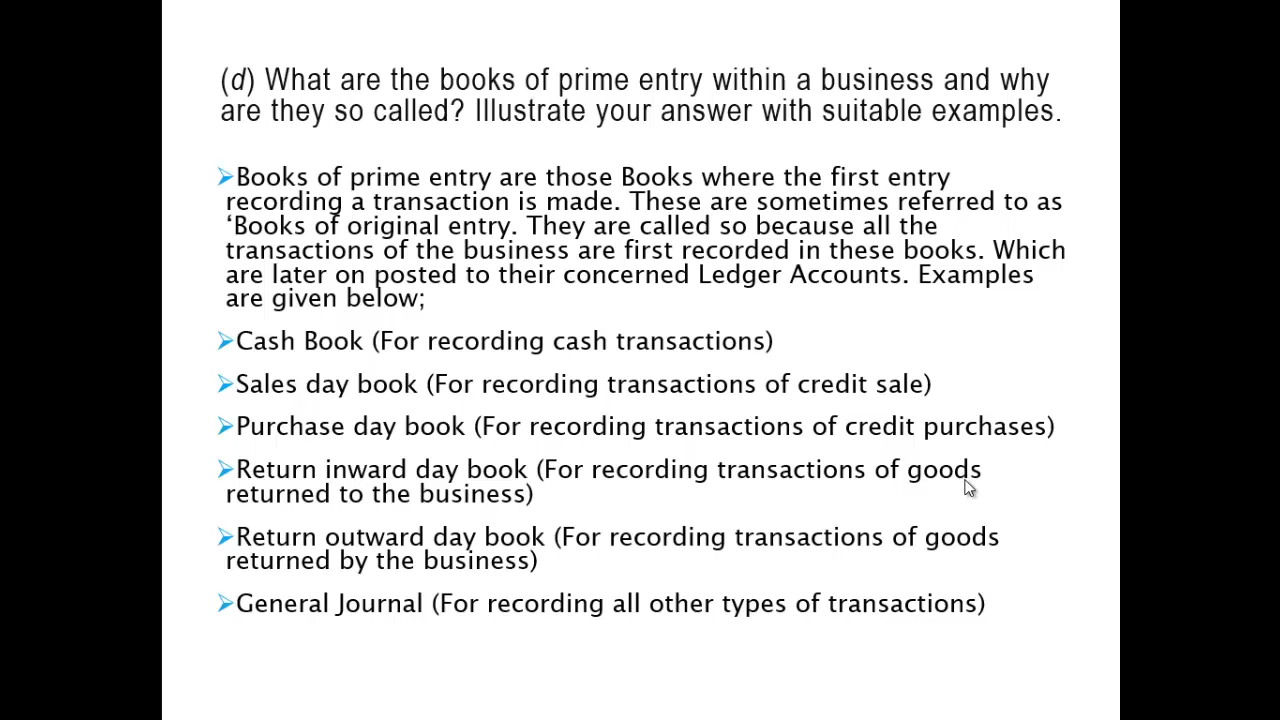 (d) What are the books of prime entry within a business and why
are they so called? Illustrate your answer with suitable examples.
➢Books of prime entry are those Books where the first entry
recording a transaction is made. These are sometimes referred to as
‘Books of original entry. They are called so because all the
transactions of the business are first recorded in these books. Which
are later on posted to their concerned Ledger Accounts. Examples
are given below;
➢Cash Book (For recording cash transactions)
➢Sales day book (For recording transactions of credit sale)
➢Purchase day book (For recording transactions of credit purchases)
➢Return inward day book (For recording transactions of goods
returned to the business)
➢Return outward day book (For recording transactions of goods
returned by the business)
➢General Journal (For recording all other types of transactions)